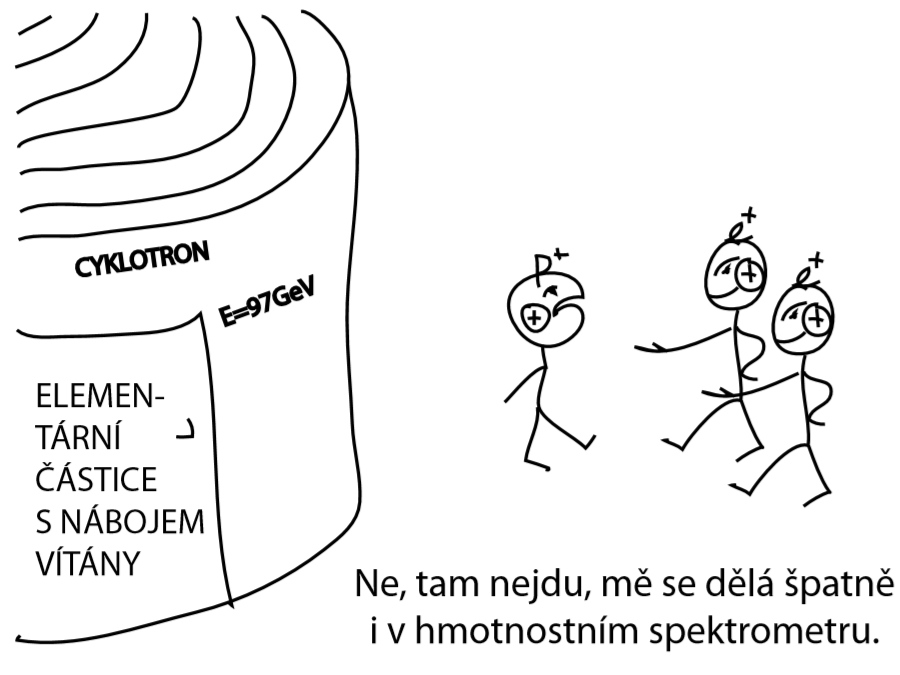 CYKLOTRON
E=97GeV
ELEMEN-
TÁRNÍ
ČÁSTICE
S NÁBOJEM
VÍTÁNY
p+
+
e+
+
e+
+
Ne, tam nejdu, mě se dělá špatně
i v hmotnostním spektrometru.